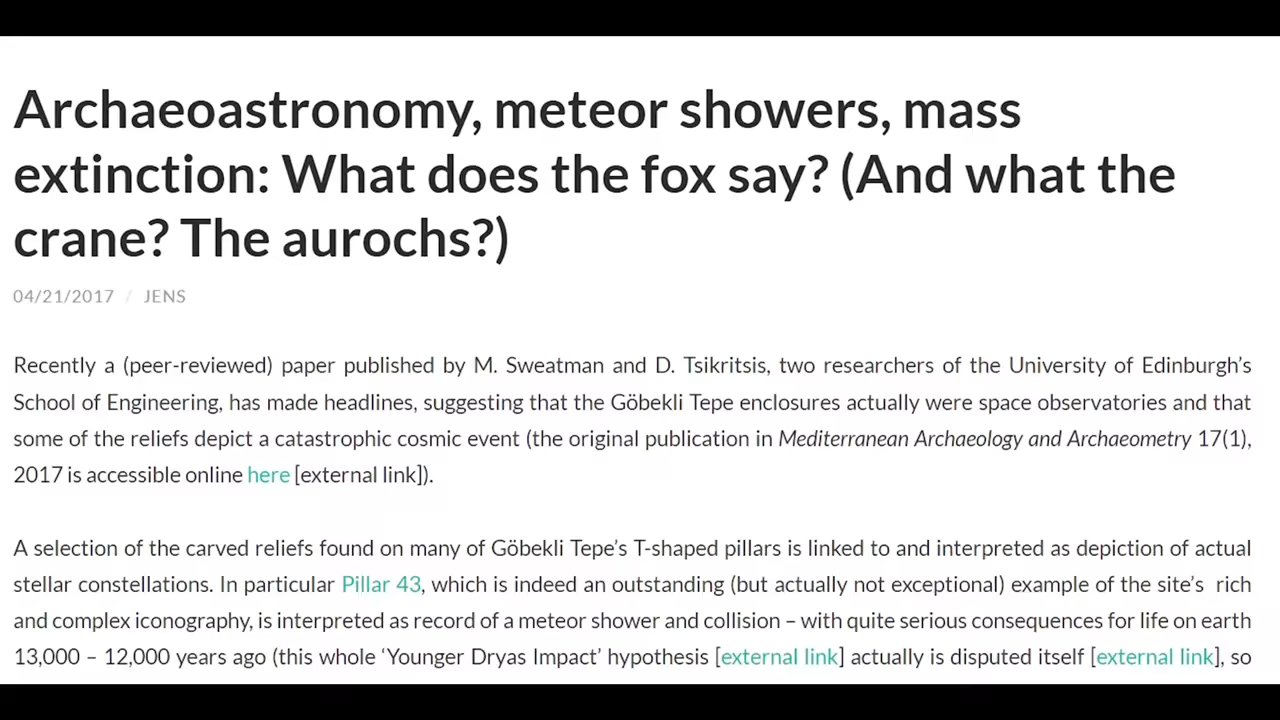 Archaeoastronomy, meteor showers, mass
extinction: What does the fox say? (And what the
crane? The aurochs?)
04/21/2017 / JENS
Recently a (peer-reviewed) paper published by M. Sweatman and D. Tsikritsis, two researchers of the University of Edinburgh’s
School of Engineering, has made headlines, suggesting that the Göbekli Tepe enclosures actually were space observatories and that
some of the reliefs depict a catastrophic cosmic event (the original publication in Mediterranean Archaeology and Archaeometry 17(1),
2017 is accessible online here [external link]).
A selection of the carved reliefs found on many of Göbekli Tepe’s T-shaped pillars is linked to and interpreted as depiction of actual
stellar constellations. In particular Pillar 43, which is indeed an outstanding (but actually not exceptional) example of the site’s rich
and complex iconography, is interpreted as record of a meteor shower and collision – with quite serious consequences for life on earth
13,000 – 12,000 years ago (this whole ‘Younger Dryas Impact’ hypothesis [external link] actually is disputed itself [external link], so